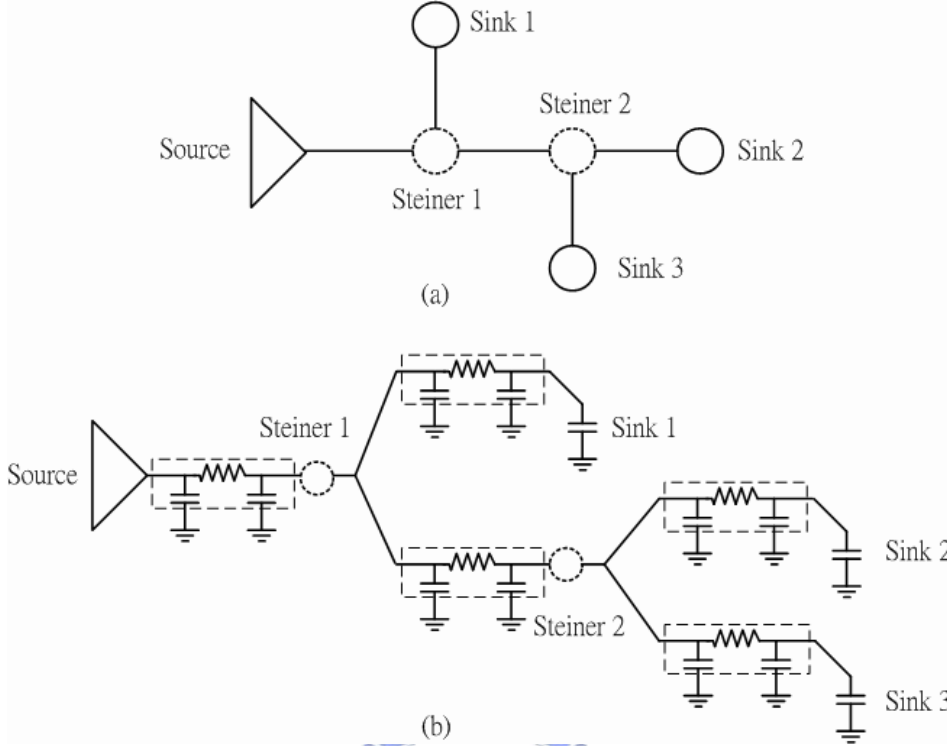 Sink 1
Steiner 2
Source
Sink 2
Steiner 1
Sink 3
(a)
Steiner 1
Sink 1
Source
Sink 2
Steiner 2
Sink 3
(b)